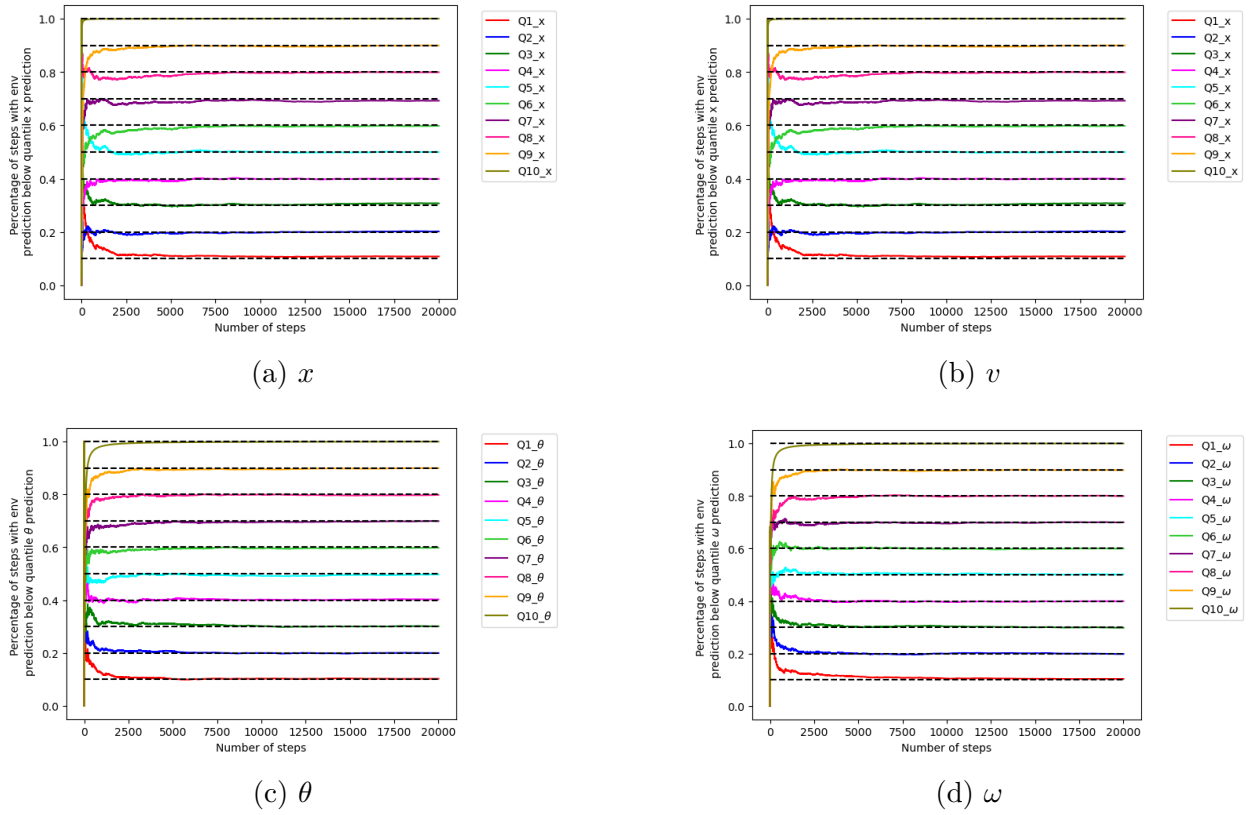 Percentage of steps with env
prediction below quantile x prediction
1.0
0.8
0.6
0.4
0.2
0.0
0 2500 5000 7500 10000 12500 15000 17500 20000
Number of steps
Q1_x
Q2_x
Q3_x
Q4_x
Q5_x
Q6_x
Q7_x
Q8_x
Q9_x
Q10_x
(a) x
Percentage of steps with env
prediction below quantile x prediction
1.0
0.8
0.6
0.4
0.2
0.0
0 2500 5000 7500 10000 12500 15000 17500 20000
Number of steps
Q1_x
Q2_x
Q3_x
Q4_x
Q5_x
Q6_x
Q7_x
Q8_x
Q9_x
Q10_x
(b) v
Percentage of steps with env
prediction below quantile θ prediction
1.0
0.8
0.6
0.4
0.2
0.0
0 2500 5000 7500 10000 12500 15000 17500 20000
Number of steps
Q1_θ
Q2_θ
Q3_θ
Q4_θ
Q5_θ
Q6_θ
Q7_θ
Q8_θ
Q9_θ
Q10_θ
(c) θ
Percentage of steps with env
prediction below quantile ω prediction
1.0
0.8
0.6
0.4
0.2
0.0
0 2500 5000 7500 10000 12500 15000 17500 20000
Number of steps
Q1_ω
Q2_ω
Q3_ω
Q4_ω
Q5_ω
Q6_ω
Q7_ω
Q8_ω
Q9_ω
Q10_ω
(d) ω